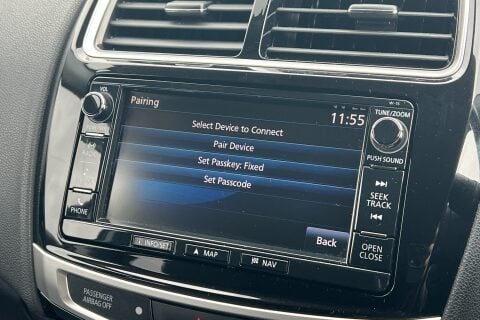 W-15
VOL
TUNE/ZOOM
Pairing
11:55
Select Device to Connect
Pair Device
Set Passkey: Fixed
Set Passcode
PUSH SOUND
SEEK
TRACK
PHONE
Back
OPEN
CLOSE
INFO/SET
MAP
NAV
PASSENGER
AIRBAG OFF